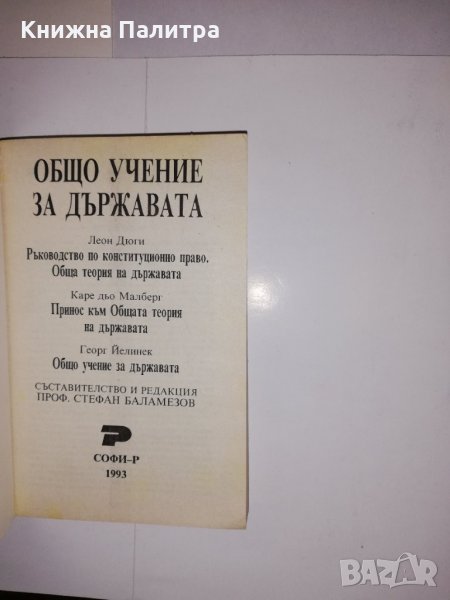 Книжна Палитра
ОБЩО УЧЕНИЕ
ЗА ДЪРЖАВАТА
Леон Дюги
Ръководство по конституционно право.
Обща теория на държавата
Каре дьо Малберг
Принос към Общата теория
на държавата
Георг Йелинек
Общо учение за държавата
СЪСТАВИТЕЛСТВО И РЕДАКЦИЯ
ПРОФ. СТЕФАН БАЛАМЕЗОВ
СОФИ–Р
1993
BAZAR